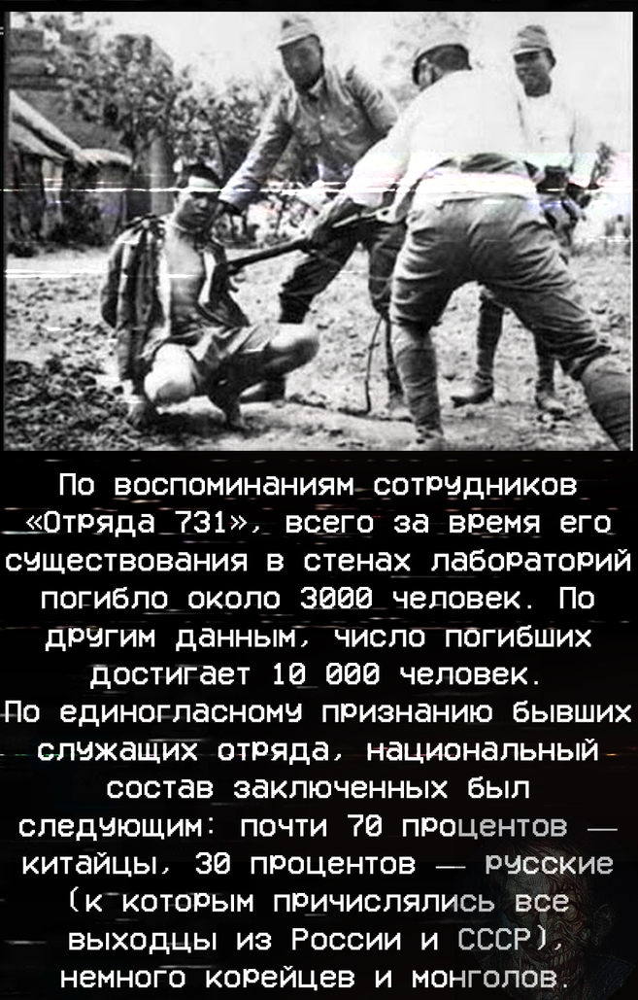 По воспоминаниям сотрудников
«Отряда 731», всего за время его
существования в стенах лабораторий
погибло около 3000 человек. По
другим данным, число погибших
достигает 10 000 человек.
По единогласному признанию бывших
служащих отряда, национальный
состав заключенных был
следующим: почти 70 процентов —
китайцы, 30 процентов — русские
(к которым причислялись все
выходцы из России и СССР),
немного корейцев и монголов.